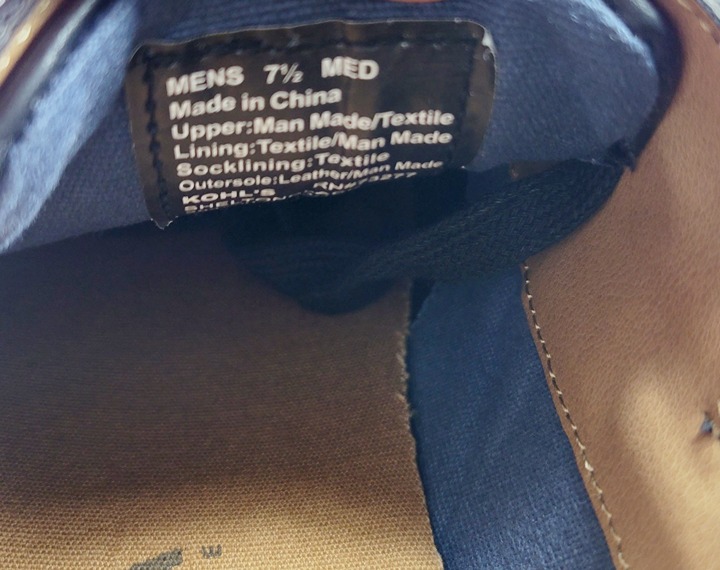 MENS 7½ MED
Made in China
Upper:Man Made/Textile
Lining:Textile/Man Made
Socklining:Textile
Outersole:Leather/Man Made
KOHL'S